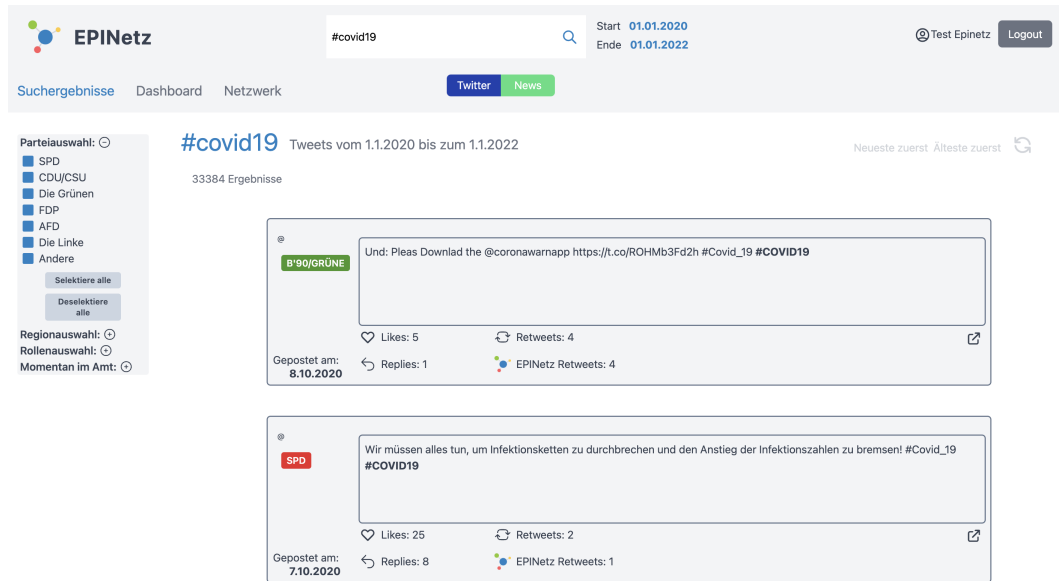 EPINetz
#covid19
Start 01.01.2020
Ende 01.01.2022
Test Epinetz
Logout
Suchergebnisse Dashboard Netzwerk
Twitter News
Parteiauswahl:
SPD
CDU/CSU
Die Grünen
FDP
AFD
Die Linke
Andere
Selektiere alle
Deselektiere
alle
Regionauswahl:
Rollenauswahl:
Momentan im Amt:
#covid19 Tweets vom 1.1.2020 bis zum 1.1.2022
Neueste zuerst Älteste zuerst
33384 Ergebnisse
@
B'90/GRÜNE
Und: Pleas Downlad the @coronawarnapp https://t.co/ROHMb3Fd2h #Covid_19 #COVID19
Likes: 5 Retweets: 4
Gepostet am:
8.10.2020
Replies: 1 EPINetz Retweets: 4
@
SPD
Wir müssen alles tun, um Infektionsketten zu durchbrechen und den Anstieg der Infektionszahlen zu bremsen! #Covid_19
#COVID19
Likes: 25 Retweets: 2
Gepostet am:
7.10.2020
Replies: 8 EPINetz Retweets: 1